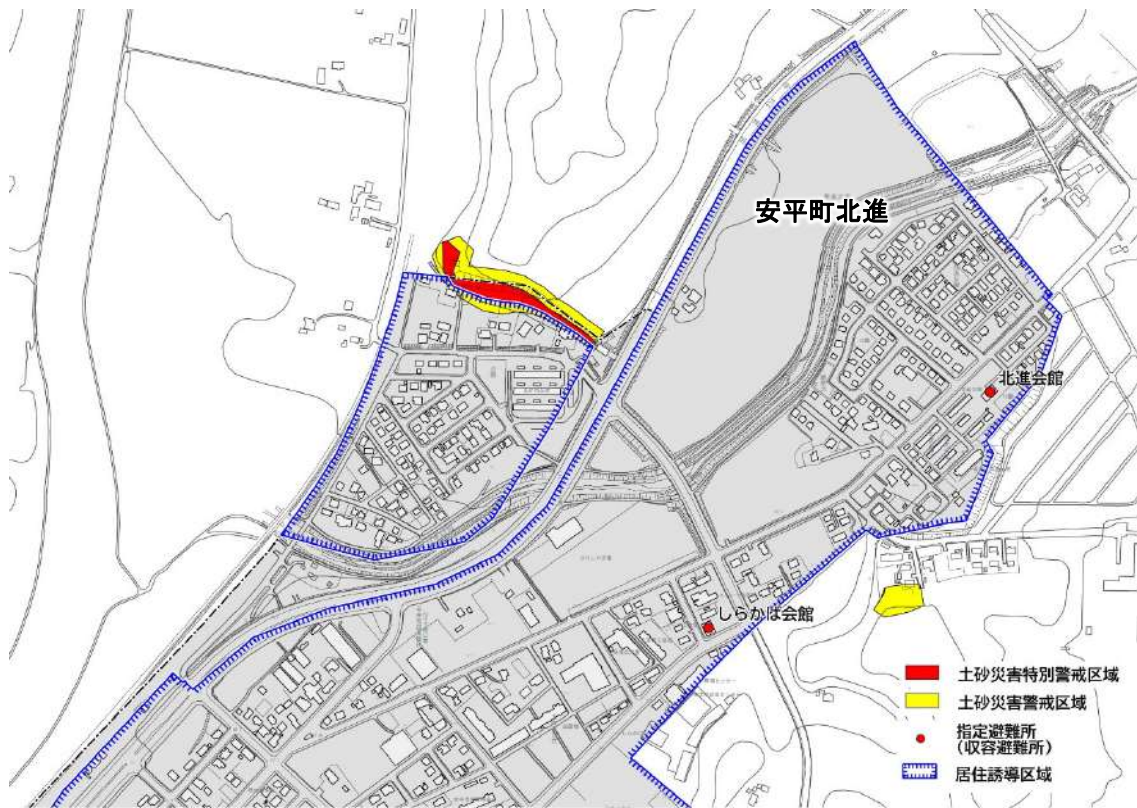 安平町北進
北進会館
しらかば会館
土砂災害特別警戒区域
土砂災害警戒区域
指定避難所
（収容避難所）
居住誘導区域